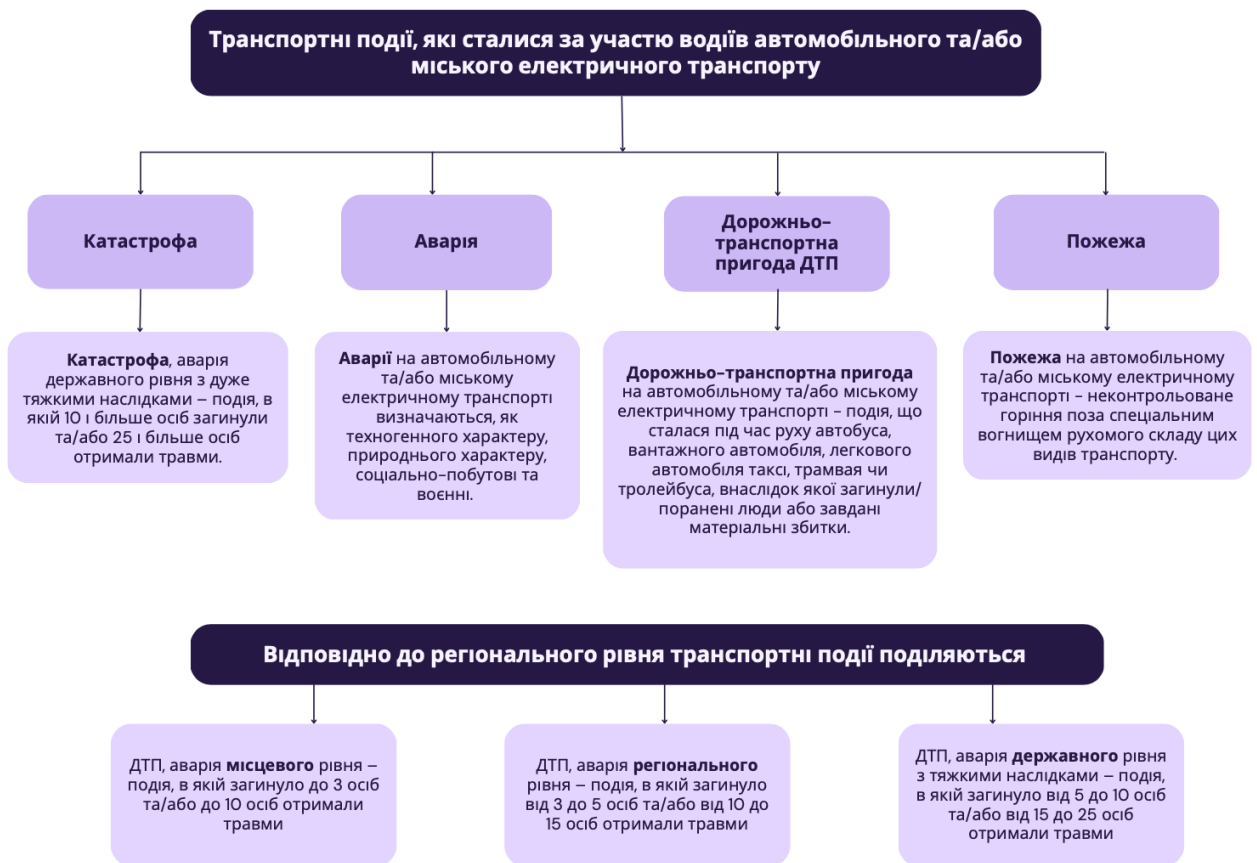 Транспортні події, які сталися за участю водіїв автомобільного та/або
міського електричного транспорту
Катастрофа
Аварія
Дорожньо-
транспортна
пригода ДТП
Пожежа
Катастрофа, аварія
державного рівня з дуже
тяжкими наслідками – подія, в
якій 10 і більше осіб загинули
та/або 25 і більше осіб
отримали травми.
Аварії на автомобільному
та/або міському
електричному транспорті
визначаються, як
техногенного характеру,
природнього характеру,
соціально-побутові та
воєнні.
Дорожньо-транспортна пригода
на автомобільному та/або міському
електричному транспорті - подія, що
сталася під час руху автобуса,
вантажного автомобіля, легкового
автомобіля таксі, трамвая чи
тролейбуса, внаслідок якої загинули/
поранені люди або завдані
матеріальні збитки.
Пожежа на автомобільному
та/або міському електричному
транспорті - неконтрольоване
горіння поза спеціальним
вогнищем рухомого складу цих
видів транспорту.
Відповідно до регіонального рівня транспортні події поділяються
ДТП, аварія місцевого рівня –
подія, в якій загинуло до 3 осіб
та/або до 10 осіб отримали
травми
ДТП, аварія регіонального
рівня – подія, в якій загинуло
від 3 до 5 осіб та/або від 10 до
15 осіб отримали травми
ДТП, аварія державного рівня
з тяжкими наслідками – подія,
в якій загинуло від 5 до 10 осіб
та/або від 15 до 25 осіб
отримали травми